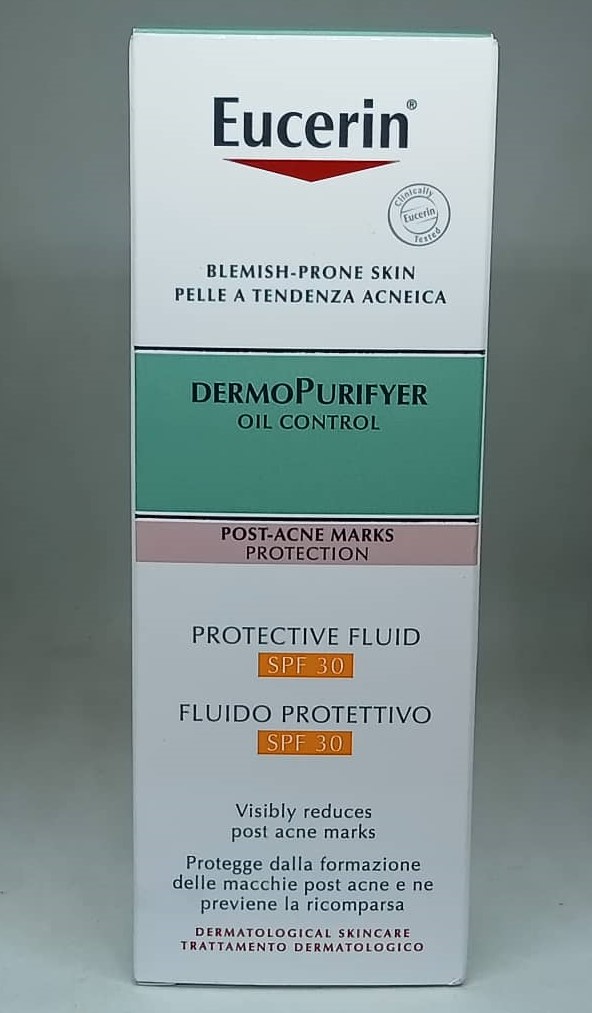 Eucerin®
Clinically
Eucerin
Tested
BLEMISH-PRONE SKIN
PELLE A TENDENZA ACNEICA
DERMOPURIFYER
OIL CONTROL
POST-ACNE MARKS
PROTECTION
PROTECTIVE FLUID
SPF 30
FLUIDO PROTETTIVO
SPF 30
Visibly reduces
post acne marks
Protegge dalla formazione
delle macchie post acne e ne
previene la ricomparsa
DERMATOLOGICAL SKINCARE
TRATTAMENTO DERMATOLOGICO